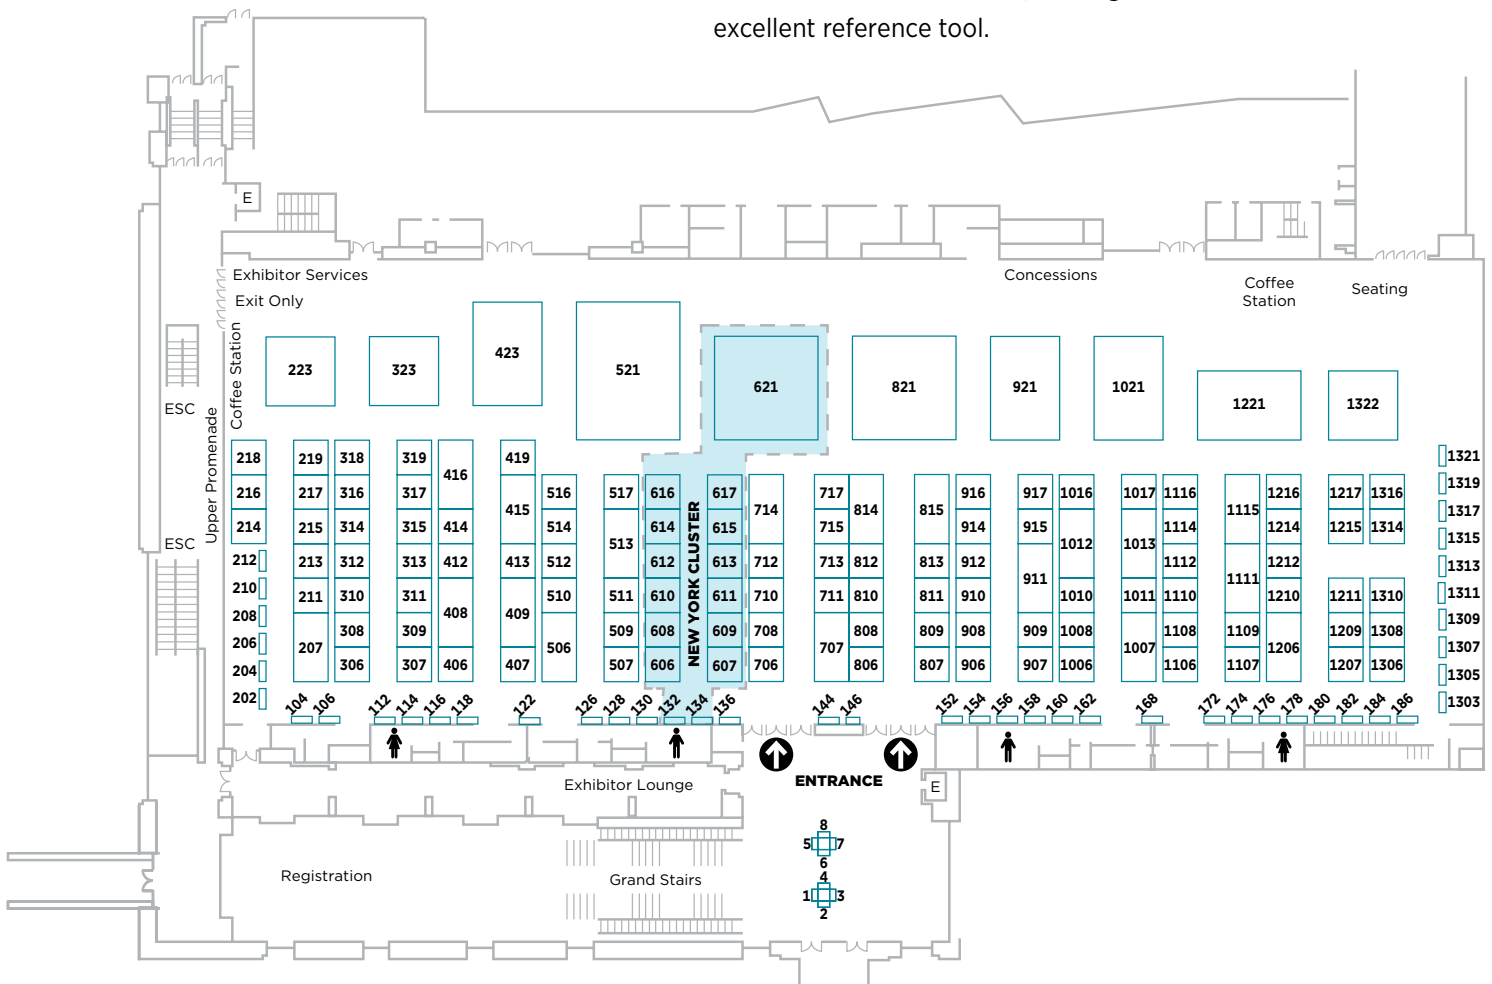 excellent reference tool.
E
Exhibitor Services
Concessions
Exit Only
Coffee
Station
Seating
Coffee Station
Upper Promenade
ESC
ESC
223
323
423
521
621
821
921
1021
1221
1322
218 219 318 319 416 419
216 217 316 317 415 516 517 616 617 714 717 814 815 916 917 1016 1017 1116 1115 1216 1217 1316 1321
214 215 314 315 414 514 513 614 615 715 914 915 1012 1013 1114 1214 1215 1314 1319
212 213 312 313 412 413 512 612 613 712 713 812 813 912 911 1112 1111 1212 1317
210 211 310 311 408 409 510 511 610 611 710 711 810 811 910 1010 1011 1110 1210 1211 1310 1315
208 207 308 309 506 509 608 609 708 707 808 809 908 909 1008 1007 1108 1109 1206 1209 1308 1313
206 306 307 406 407 507 606 607 706 806 807 906 907 1006 1106 1107 1207 1306 1311
204 1309
202 1307
1305
1303
NEW YORK CLUSTER
104 106 112 114 116 118 122 126 128 130 132 134 136 144 146 152 154 156 158 160 162 168 172 174 176 178 180 182 184 186
ENTRANCE
Exhibitor Lounge
E
8
5 7
6
4
1 3
2
Registration
Grand Stairs